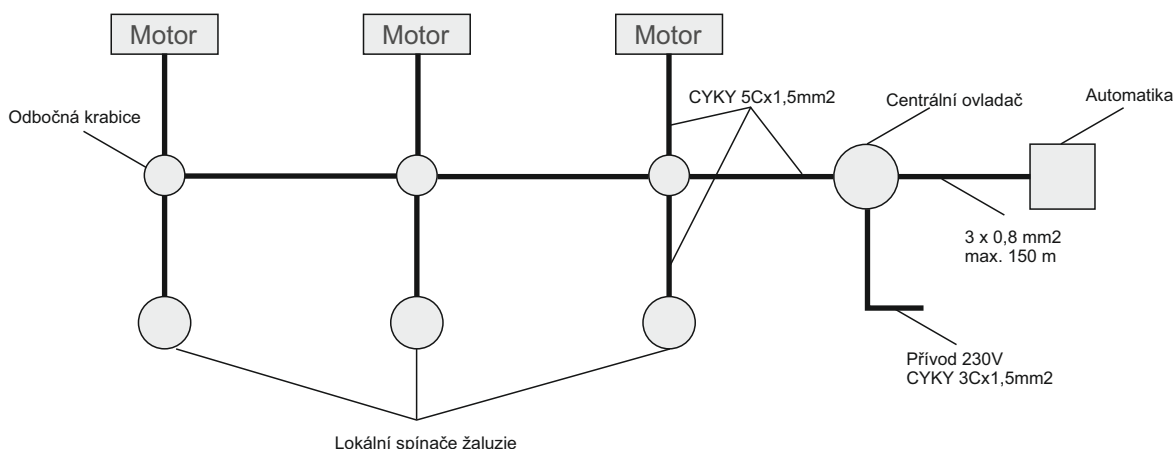 Motor
Motor
Motor
CYKY 5Cx1,5mm2
Centrální ovladač
Automatika
Odbočná krabice
3 x 0,8 mm2
max. 150 m
Přívod 230V
CYKY 3Cx1,5mm2
Lokální spínače žaluzie